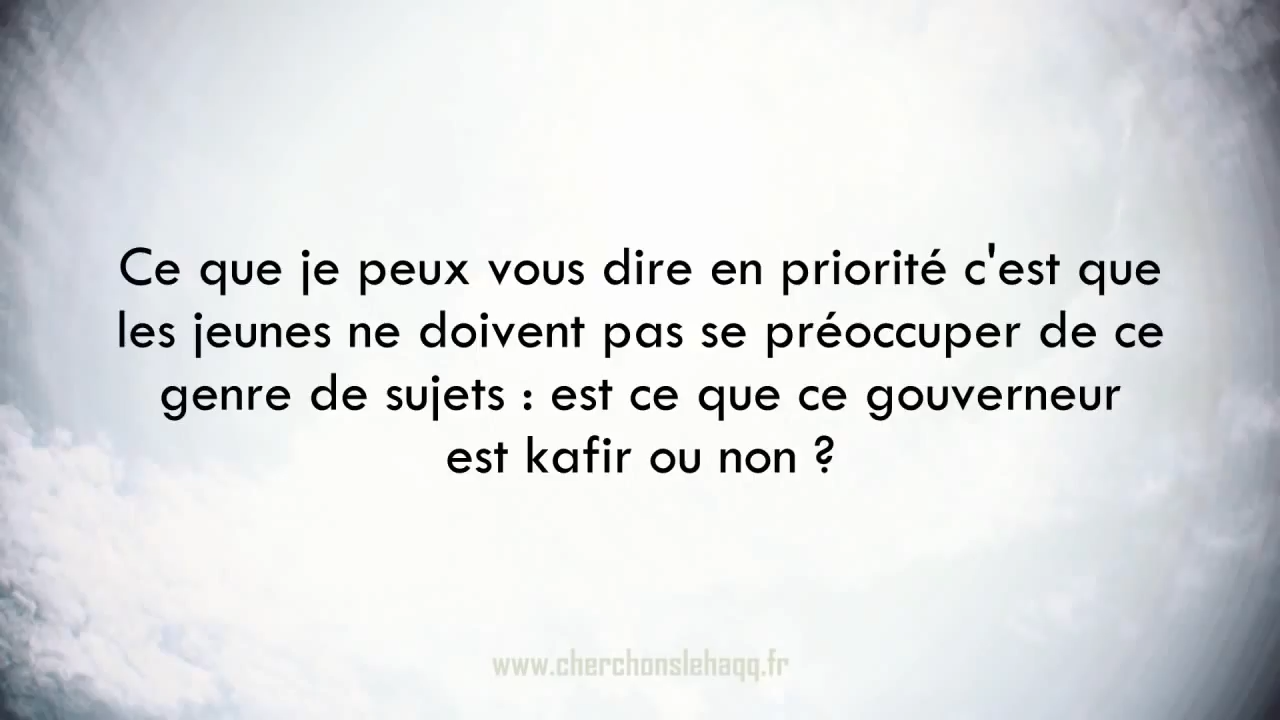 Ce que je peux vous dire en priorité c'est que
les jeunes ne doivent pas se préoccuper de ce
genre de sujets : est ce que ce gouverneur
est kafir ou non ?
www.cherchonslehaqq.fr